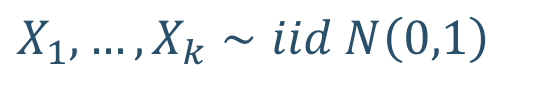 X₁, … , Xₖ ~ iid N(0,1)